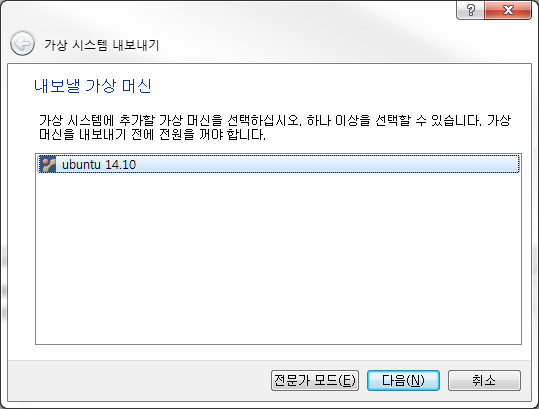 ?
가상 시스템 내보내기
내보낼 가상 머신
가상 시스템에 추가할 가상 머신을 선택하십시오. 하나 이상을 선택할 수 있습니다. 가상
머신을 내보내기 전에 전원을 꺼야 합니다.
ubuntu 14.10
전문가 모드(E) 다음(N) 취소